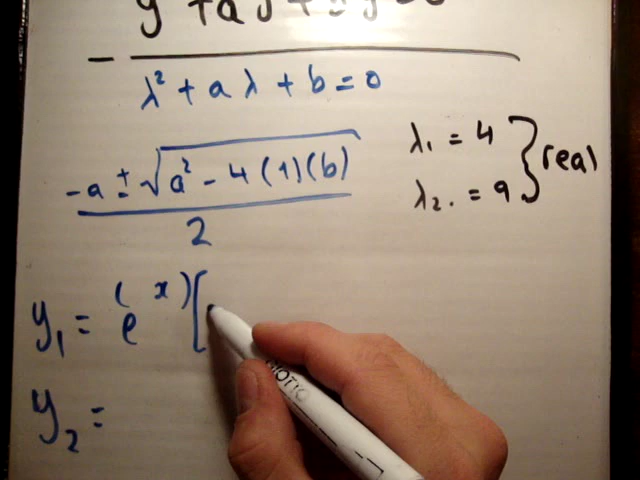 λ² + a λ + b = 0
-a ± √a² - 4 (1)(b)
2
λ₁ = 4
λ₂. = 9
} real
y₁ = e^( x) [
y₂ =